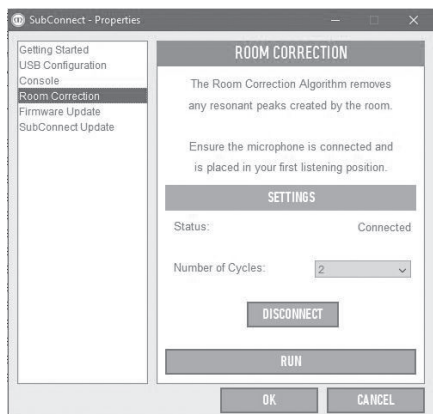 SubConnect - Properties
Getting Started
USB Configuration
Console
Room Correction
Firmware Update
SubConnect Update
ROOM CORRECTION
The Room Correction Algorithm removes
any resonant peaks created by the room.
Ensure the microphone is connected and
is placed in your first listening position.
SETTINGS
Status: Connected
Number of Cycles: 2
DISCONNECT
RUN
OK CANCEL